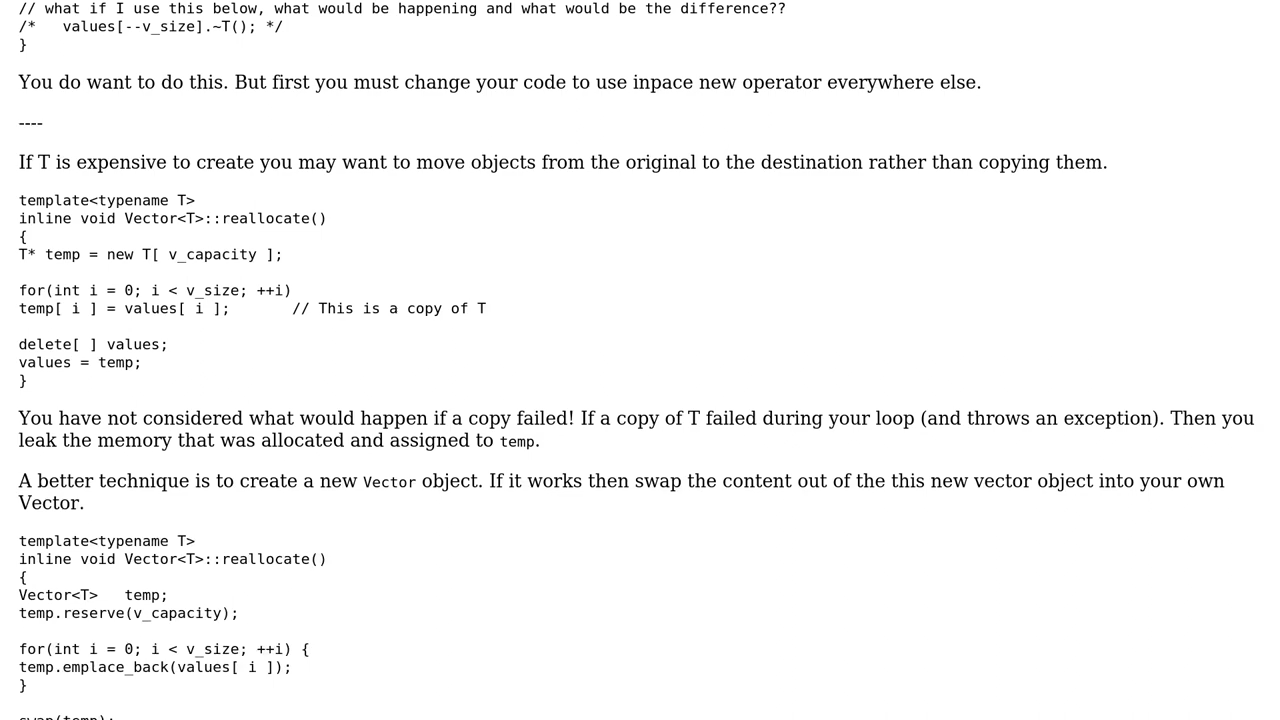 // what if I use this below, what would be happening and what would be the difference??
/*   values[--v_size].~T(); */
}
You do want to do this. But first you must change your code to use inpace new operator everywhere else.
----
If T is expensive to create you may want to move objects from the original to the destination rather than copying them.
template<typename T>
inline void Vector<T>::reallocate()
{
T* temp = new T[ v_capacity ];
for(int i = 0; i < v_size; ++i)
temp[ i ] = values[ i ];       // This is a copy of T
delete[ ] values;
values = temp;
}
You have not considered what would happen if a copy failed! If a copy of T failed during your loop (and throws an exception). Then you
leak the memory that was allocated and assigned to temp.
A better technique is to create a new Vector object. If it works then swap the content out of the this new vector object into your own
Vector.
template<typename T>
inline void Vector<T>::reallocate()
{
Vector<T>   temp;
temp.reserve(v_capacity);
for(int i = 0; i < v_size; ++i) {
temp.emplace_back(values[ i ]);
}
swap(temp);